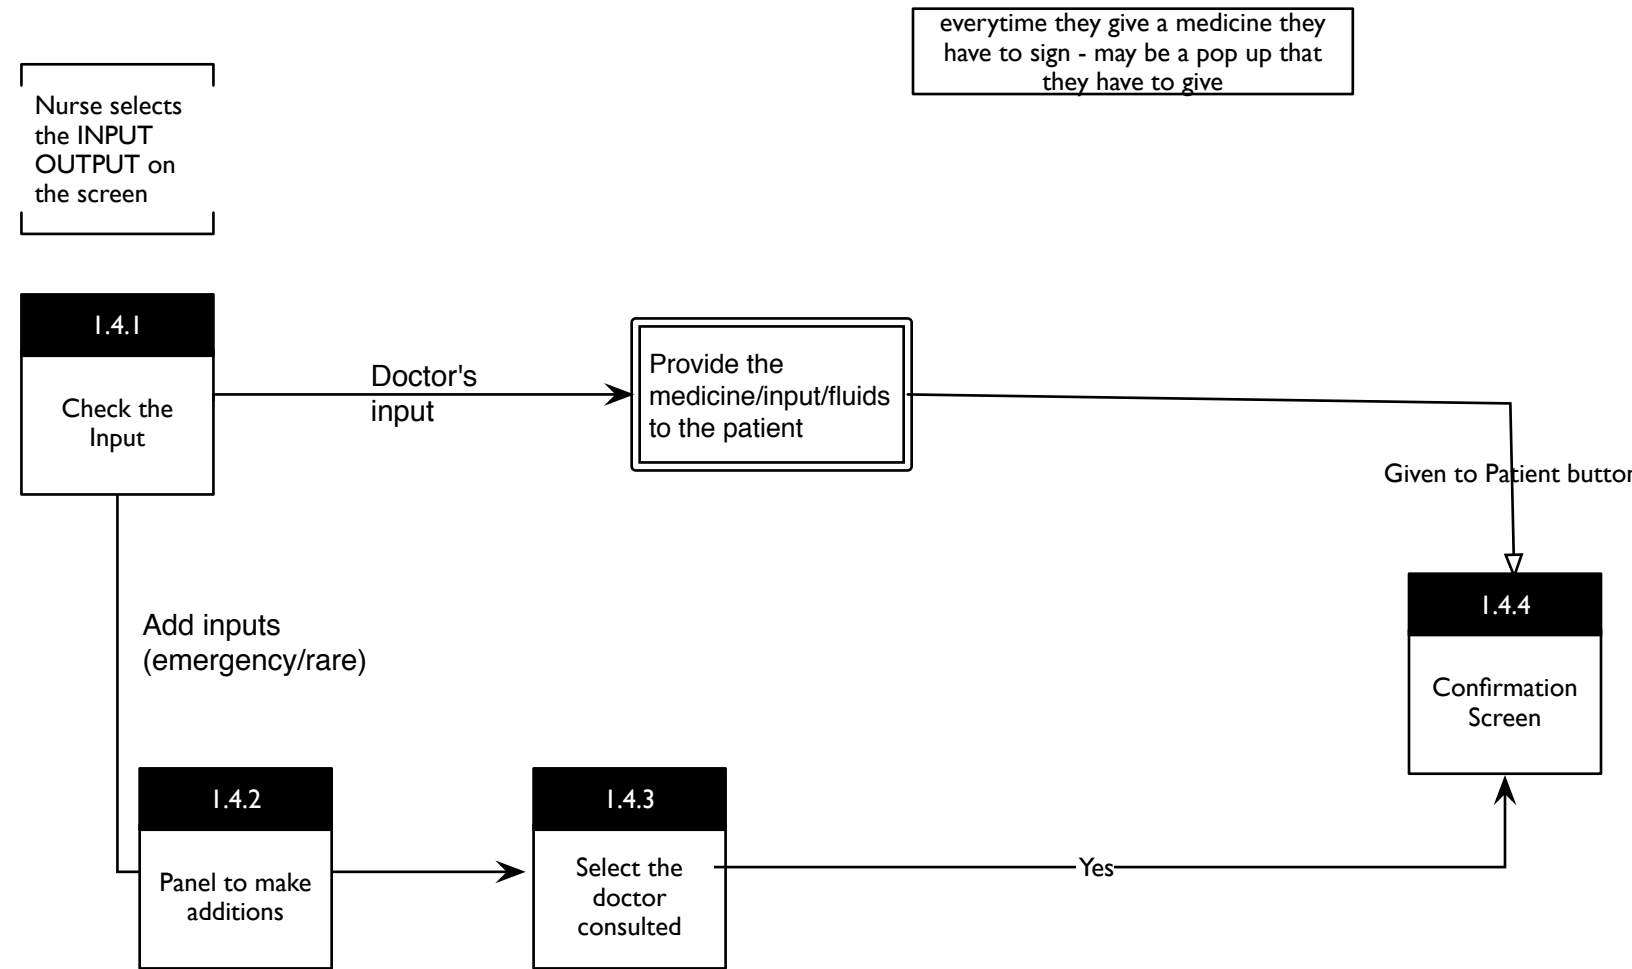 everytime they give a medicine they
have to sign - may be a pop up that
they have to give
Nurse selects
the INPUT
OUTPUT on
the screen
1.4.1
Check the
Input
Doctor's
input
Provide the
medicine/input/fluids
to the patient
Given to Patient button
1.4.4
Confirmation
Screen
Add inputs
(emergency/rare)
1.4.2
Panel to make
additions
1.4.3
Select the
doctor
consulted
Yes